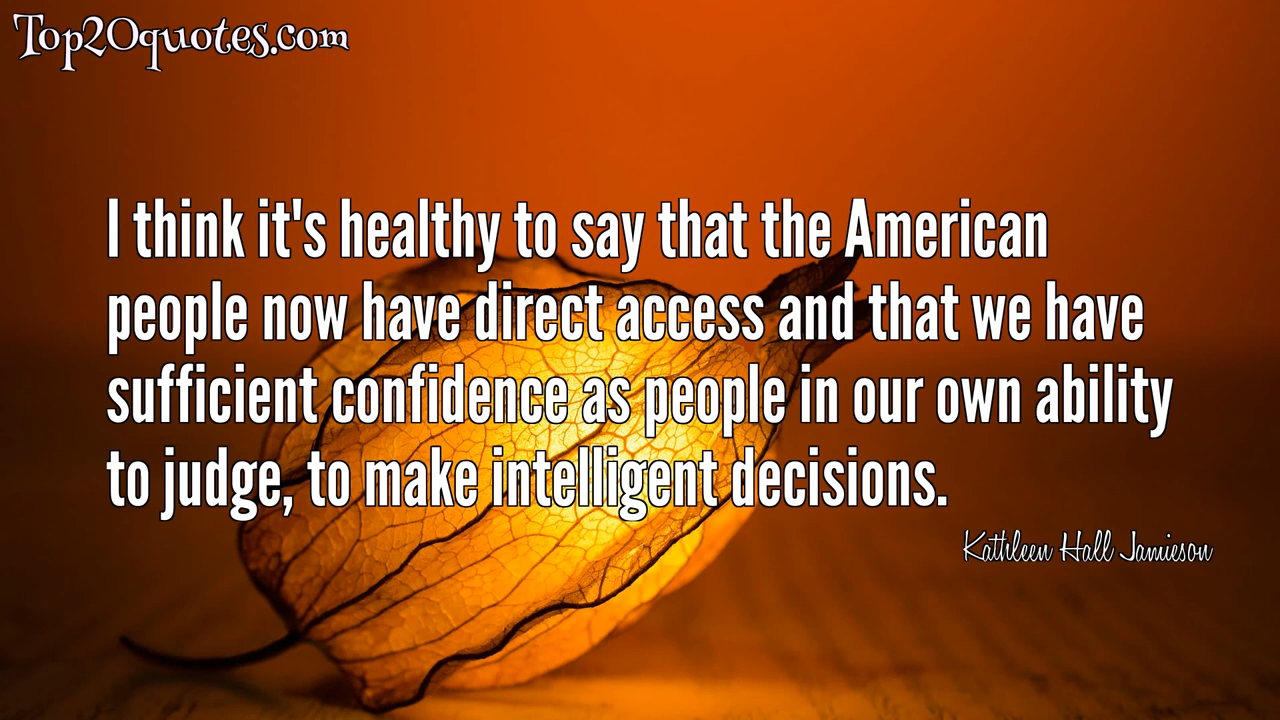 Top20quotes.com
I think it's healthy to say that the American
people now have direct access and that we have
sufficient confidence as people in our own ability
to judge, to make intelligent decisions.
Kathleen Hall Jamieson